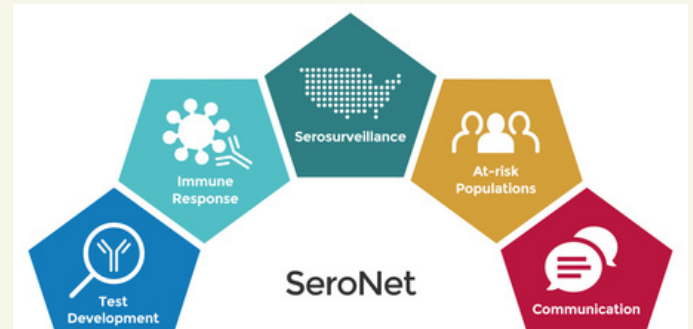 Serosurveillance
Immune
Response
At-risk
Populations
Test
Development
SeroNet
Communication